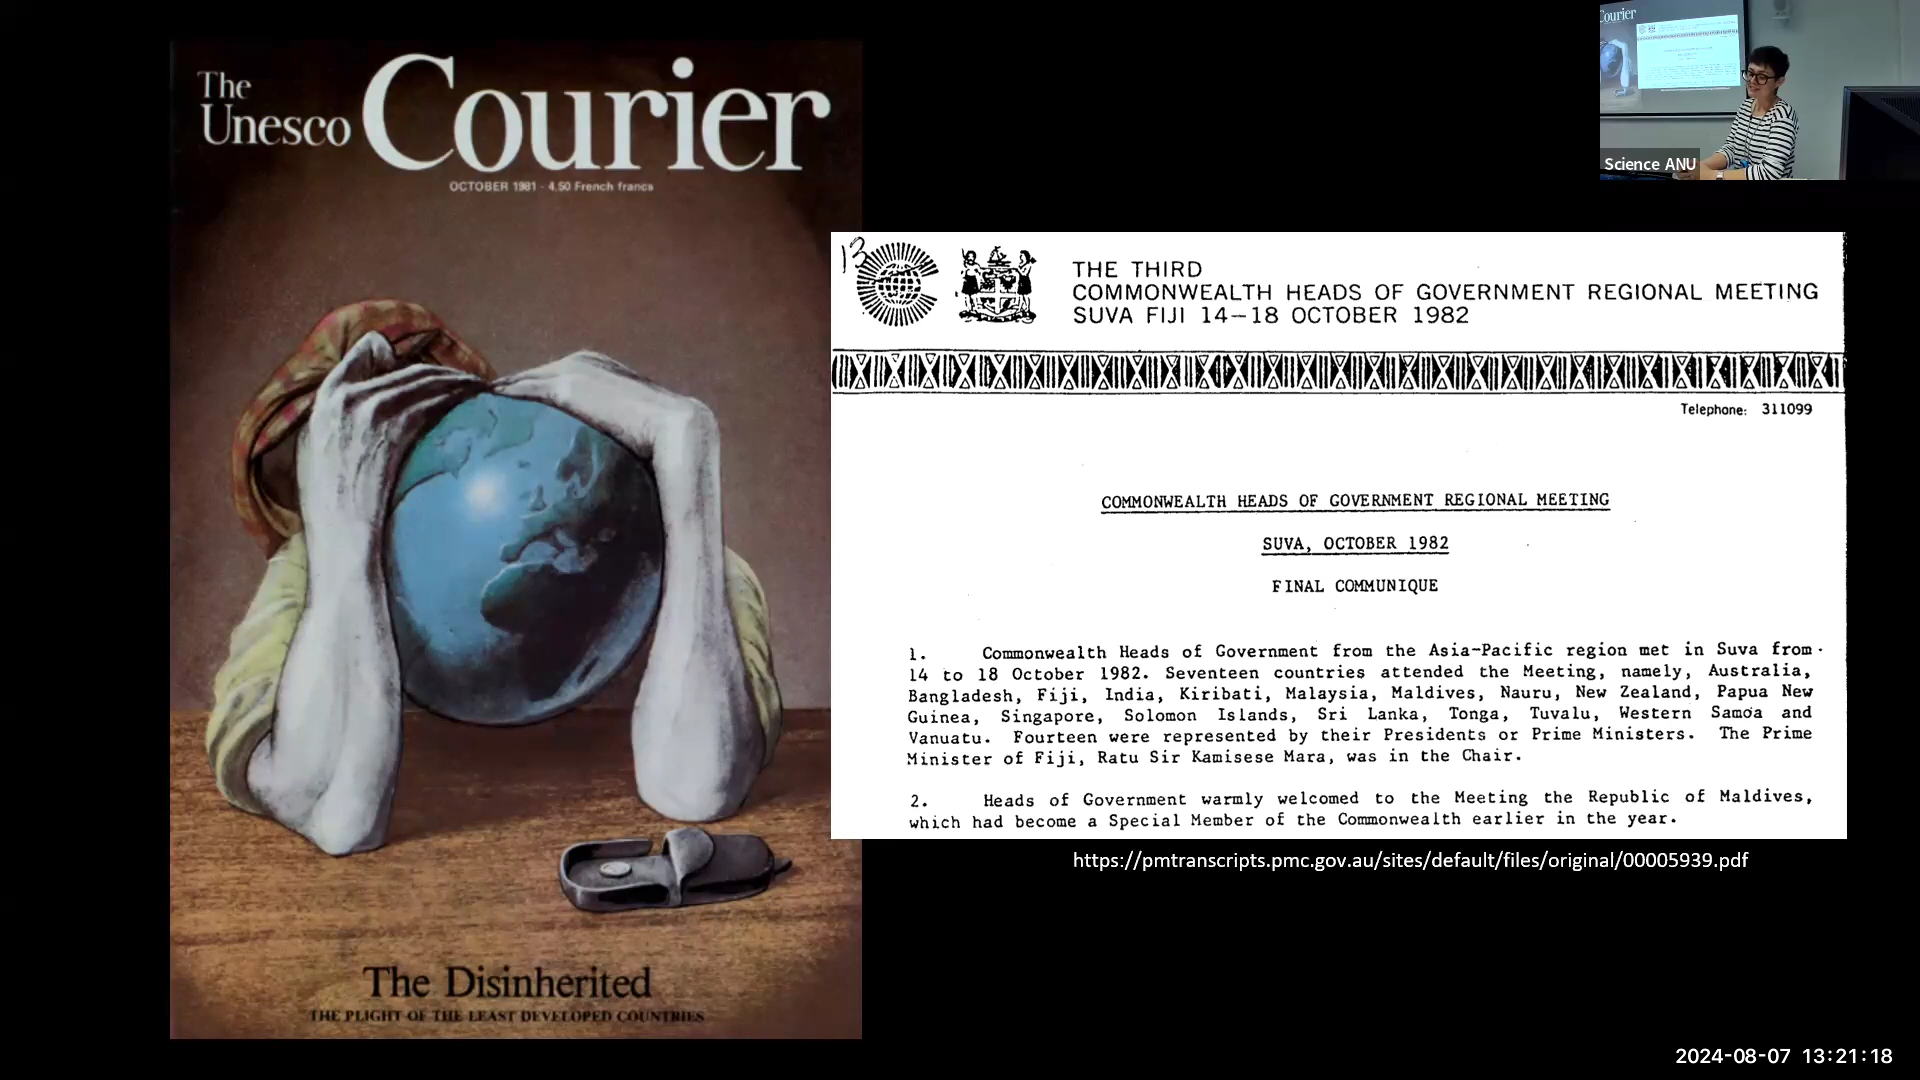 The
Unesco
Courier
OCTOBER 1981 - 4.50 French francs
The Disinherited
THE PLIGHT OF THE LEAST DEVELOPED COUNTRIES
13
THE THIRD
COMMONWEALTH HEADS OF GOVERNMENT REGIONAL MEETING
SUVA FIJI 14-18 OCTOBER 1982
Telephone: 311099
COMMONWEALTH HEADS OF GOVERNMENT REGIONAL MEETING
SUVA, OCTOBER 1982
FINAL COMMUNIQUE
1. Commonwealth Heads of Government from the Asia-Pacific region met in Suva from
14 to 18 October 1982. Seventeen countries attended the Meeting, namely, Australia,
Bangladesh, Fiji, India, Kiribati, Malaysia, Maldives, Nauru, New Zealand, Papua New
Guinea, Singapore, Solomon Islands, Sri Lanka, Tonga, Tuvalu, Western Samoa and
Vanuatu. Fourteen were represented by their Presidents or Prime Ministers. The Prime
Minister of Fiji, Ratu Sir Kamisese Mara, was in the Chair.
2. Heads of Government warmly welcomed to the Meeting the Republic of Maldives,
which had become a Special Member of the Commonwealth earlier in the year.
https://pmtranscripts.pmc.gov.au/sites/default/files/original/00005939.pdf
Courier
Science ANU
2024-08-07 13:21:18